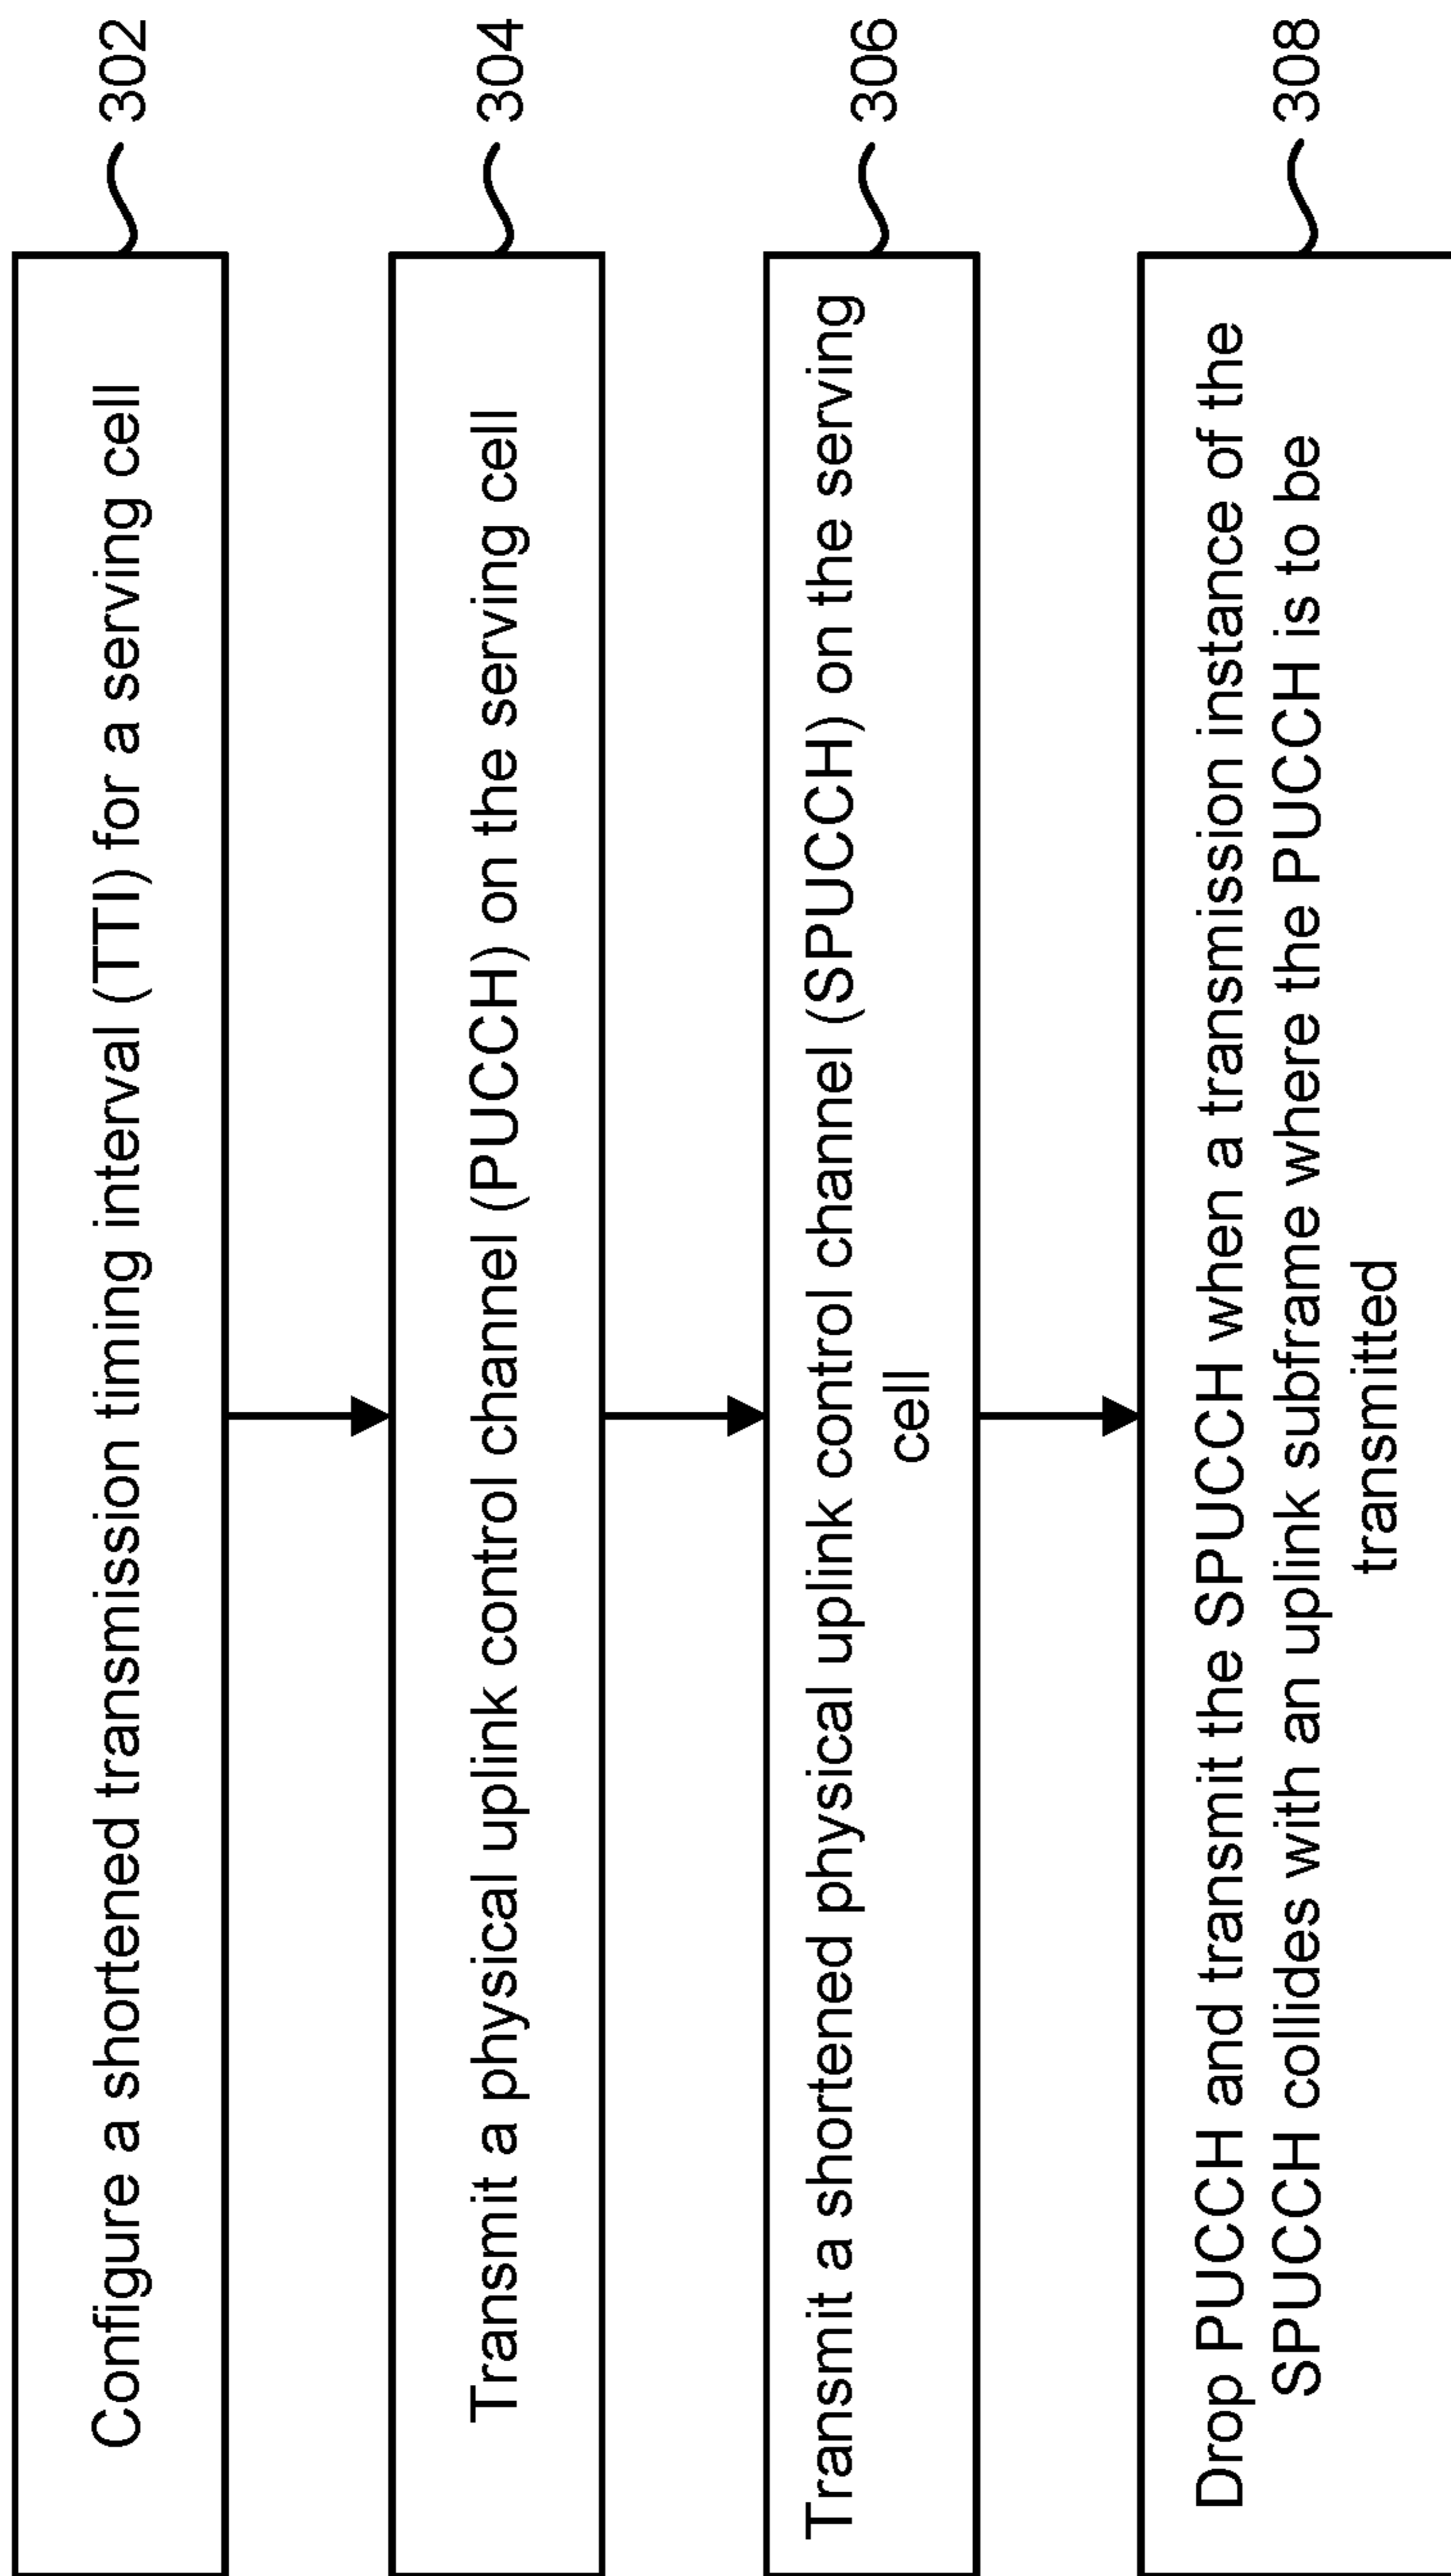 Configure a shortened transmission timing interval (TTI) for a serving cell
302
Transmit a physical uplink control channel (PUCCH) on the serving cell
304
Transmit a shortened physical uplink control channel (SPUCCH) on the serving
cell
306
Drop PUCCH and transmit the SPUCCH when a transmission instance of the
SPUCCH collides with an uplink subframe where the PUCCH is to be
transmitted
308